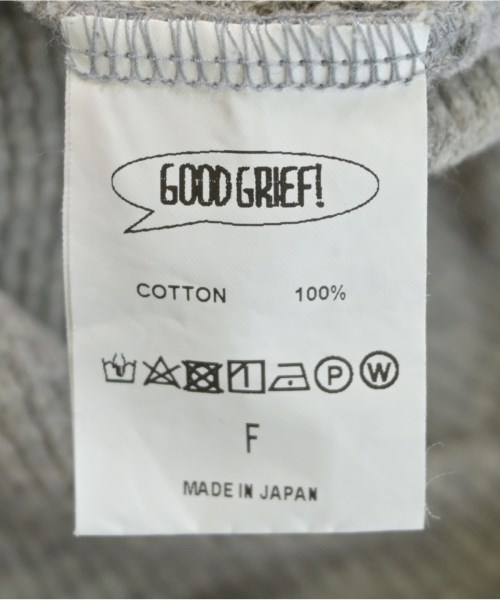 GOOD GRIEF!
COTTON 100%
P W
F
MADE IN JAPAN